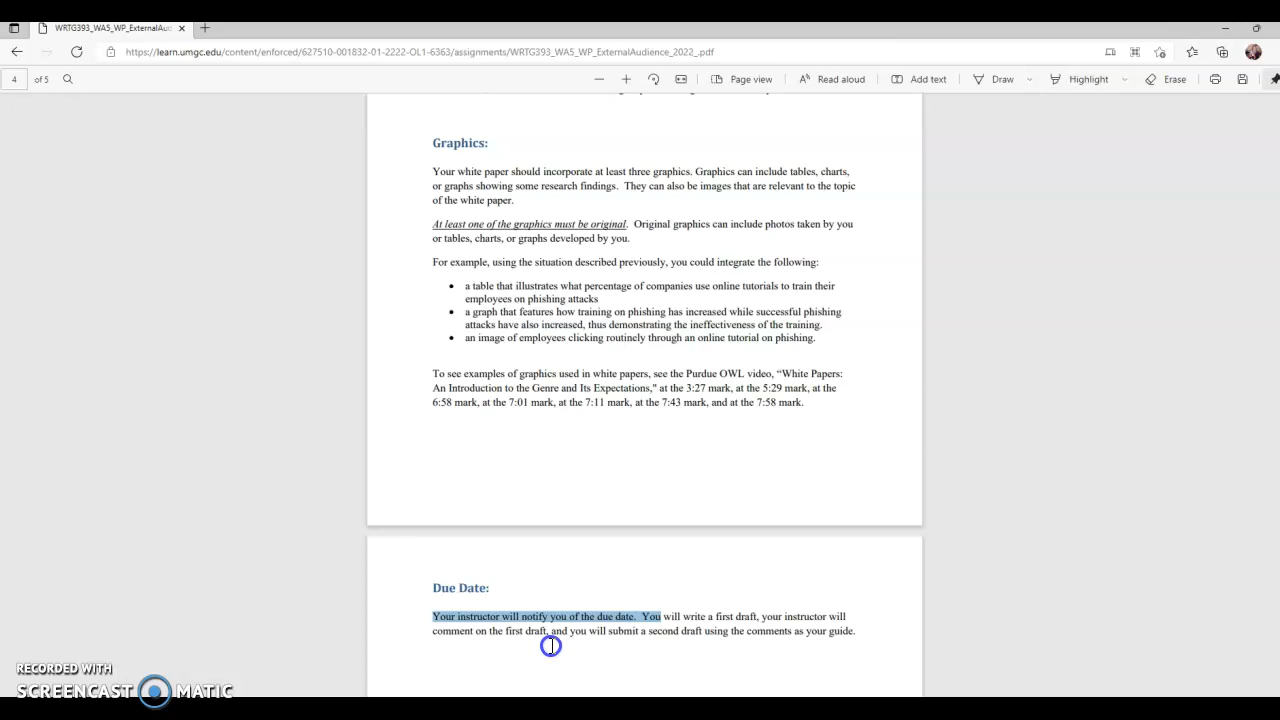 WRTG393_WA5_WP_ExternalAu
https://learn.umgc.edu/content/enforced/627510-001832-01-2222-OL1-6363/assignments/WRTG393_WA5_WP_ExternalAudience_2022_.pdf
4 of 5 Page view Read aloud Add text Draw Highlight Erase
Graphics:
Your white paper should incorporate at least three graphics. Graphics can include tables, charts,
or graphs showing some research findings. They can also be images that are relevant to the topic
of the white paper.
At least one of the graphics must be original. Original graphics can include photos taken by you
or tables, charts, or graphs developed by you.
For example, using the situation described previously, you could integrate the following:
• a table that illustrates what percentage of companies use online tutorials to train their
employees on phishing attacks
• a graph that features how training on phishing has increased while successful phishing
attacks have also increased, thus demonstrating the ineffectiveness of the training.
• an image of employees clicking routinely through an online tutorial on phishing.
To see examples of graphics used in white papers, see the Purdue OWL video, “White Papers:
An Introduction to the Genre and Its Expectations," at the 3:27 mark, at the 5:29 mark, at the
6:58 mark, at the 7:01 mark, at the 7:11 mark, at the 7:43 mark, and at the 7:58 mark.
Due Date:
Your instructor will notify you of the due date. You will write a first draft, your instructor will
comment on the first draft, and you will submit a second draft using the comments as your guide.
RECORDED WITH
SCREENCAST MATIC